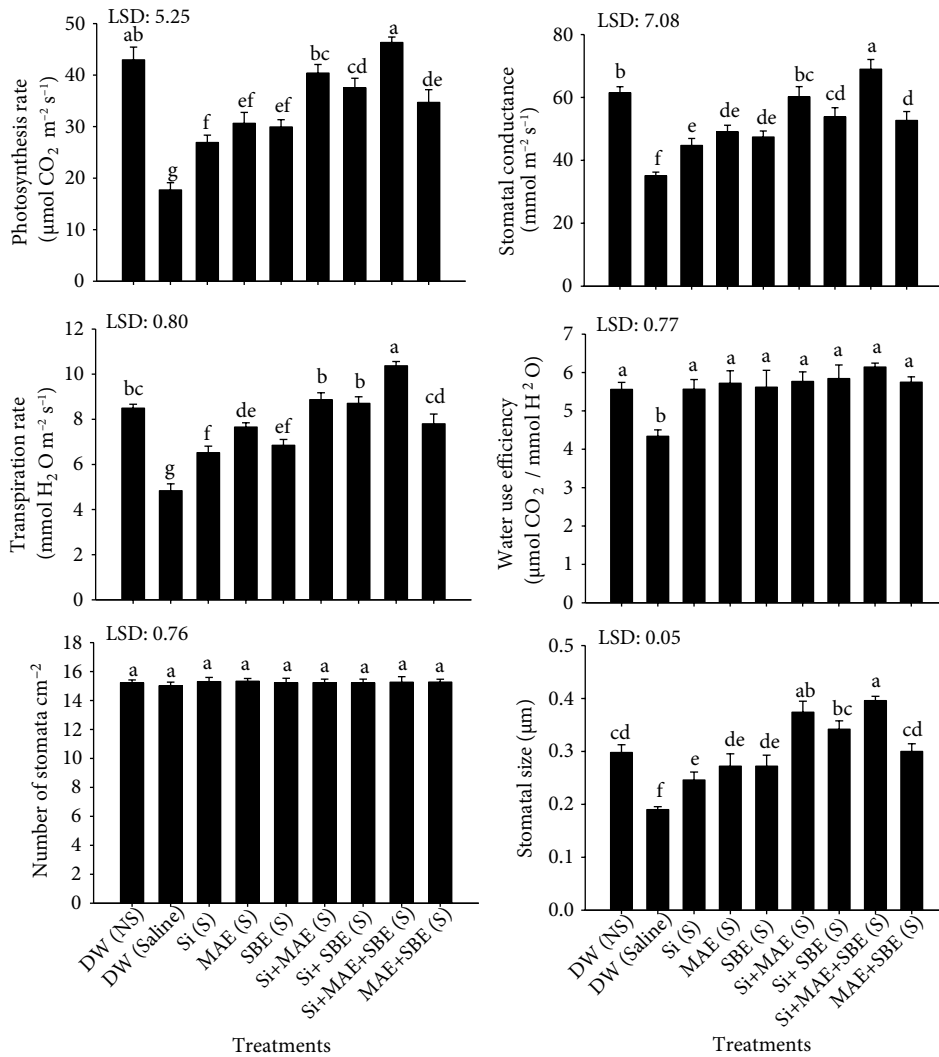 LSD: 5.25
Photosynthesis rate
(μmol CO₂ m⁻² s⁻¹)
50
40
30
20
10
0
ab
g
f
ef
ef
bc
cd
a
de
LSD: 7.08
Stomatal conductance
(mmol m⁻² s⁻¹)
80
60
40
20
0
b
f
e
de
de
bc
cd
a
d
LSD: 0.80
Transpiration rate
(mmol H₂O m⁻² s⁻¹)
12
10
8
6
4
2
0
bc
g
f
de
ef
b
b
a
cd
LSD: 0.77
Water use efficiency
(μmol CO₂ / mmol H²O)
7
6
5
4
3
2
1
0
a
b
a
a
a
a
a
a
a
LSD: 0.76
Number of stomata cm⁻²
18
16
14
12
10
8
6
4
2
0
a
a
a
a
a
a
a
a
a
DW (NS)
DW (Saline)
Si (S)
MAE (S)
SBE (S)
Si+MAE (S)
Si+ SBE (S)
Si+MAE+SBE (S)
MAE+SBE (S)
Treatments
LSD: 0.05
Stomatal size (μm)
0.5
0.4
0.3
0.2
0.1
0.0
cd
f
e
de
de
ab
bc
a
cd
DW (NS)
DW (Saline)
Si (S)
MAE (S)
SBE (S)
Si+MAE (S)
Si+ SBE (S)
Si+MAE+SBE (S)
MAE+SBE (S)
Treatments